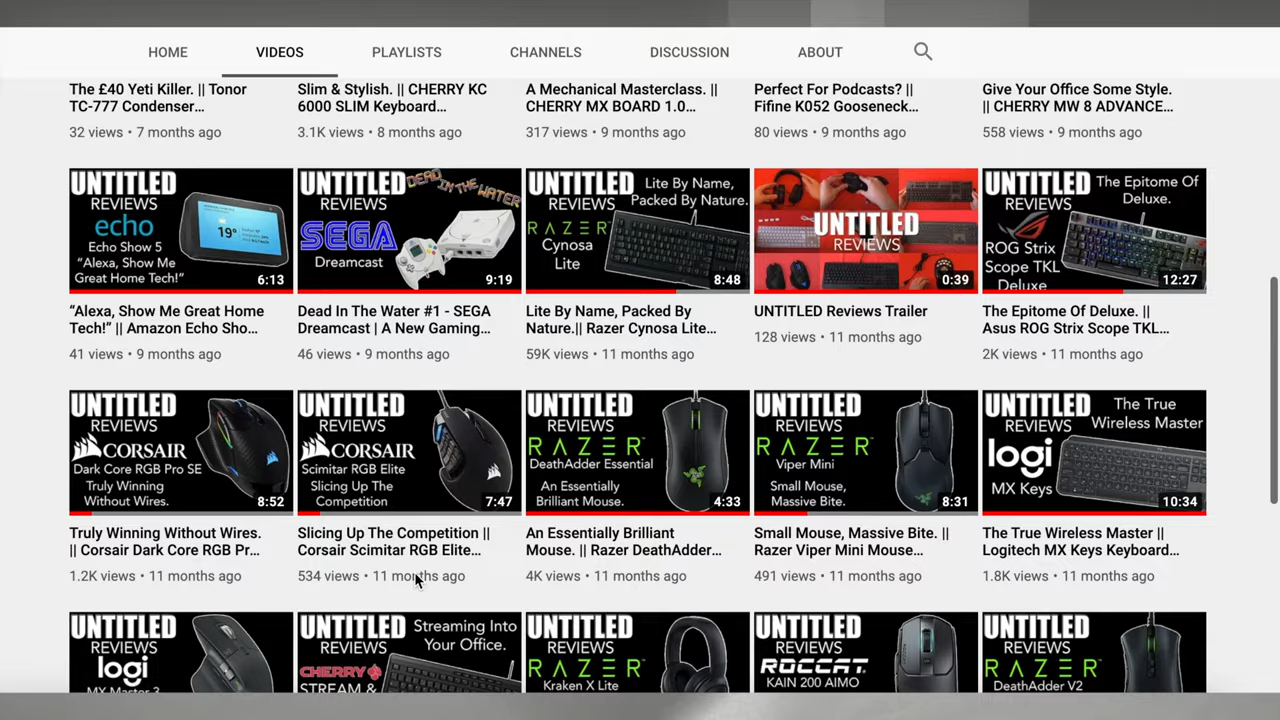 HOME VIDEOS PLAYLISTS CHANNELS DISCUSSION ABOUT
The £40 Yeti Killer. || Tonor
TC-777 Condenser…
32 views • 7 months ago
Slim & Stylish. || CHERRY KC
6000 SLIM Keyboard…
3.1K views • 8 months ago
A Mechanical Masterclass. ||
CHERRY MX BOARD 1.0…
317 views • 9 months ago
Perfect For Podcasts? ||
Fifine K052 Gooseneck…
80 views • 9 months ago
Give Your Office Some Style.
|| CHERRY MW 8 ADVANCE…
558 views • 9 months ago
UNTITLED
REVIEWS
echo
Echo Show 5
“Alexa, Show Me
Great Home Tech!”
19°
6:13
“Alexa, Show Me Great Home
Tech!” || Amazon Echo Sho…
41 views • 9 months ago
UNTITLED
REVIEWS
DEAD IN THE WATER
SEGA
Dreamcast
9:19
Dead In The Water #1 - SEGA
Dreamcast | A New Gaming…
46 views • 9 months ago
UNTITLED
REVIEWS
Lite By Name,
Packed By Nature.
RAZER
Cynosa
Lite
8:48
Lite By Name, Packed By
Nature.|| Razer Cynosa Lite…
59K views • 11 months ago
UNTITLED
REVIEWS
0:39
UNTITLED Reviews Trailer
128 views • 11 months ago
UNTITLED
REVIEWS
The Epitome Of
Deluxe.
ROG Strix
Scope TKL
Deluxe
12:27
The Epitome Of Deluxe. ||
Asus ROG Strix Scope TKL…
2K views • 11 months ago
UNTITLED
REVIEWS
CORSAIR
Dark Core RGB Pro SE
Truly Winning
Without Wires.
8:52
Truly Winning Without Wires.
|| Corsair Dark Core RGB Pr…
1.2K views • 11 months ago
UNTITLED
REVIEWS
CORSAIR
Scimitar RGB Elite
Slicing Up The
Competition
7:47
Slicing Up The Competition ||
Corsair Scimitar RGB Elite…
534 views • 11 months ago
UNTITLED
REVIEWS
RAZER
DeathAdder Essential
An Essentially
Brilliant Mouse.
4:33
An Essentially Brilliant
Mouse. || Razer DeathAdder…
4K views • 11 months ago
UNTITLED
REVIEWS
RAZER
Viper Mini
Small Mouse,
Massive Bite.
8:31
Small Mouse, Massive Bite. ||
Razer Viper Mini Mouse…
491 views • 11 months ago
UNTITLED
REVIEWS
The True
Wireless Master
logi
MX Keys
10:34
The True Wireless Master ||
Logitech MX Keys Keyboard…
1.8K views • 11 months ago
UNTITLED
REVIEWS
logi
MX Master 3
UNTITLED
REVIEWS
Streaming Into
Your Office.
CHERRY
STREAM &
UNTITLED
REVIEWS
RAZER
Kraken X Lite
UNTITLED
REVIEWS
ROCCAT
KAIN 200 AIMO
UNTITLED
REVIEWS
RAZER
DeathAdder V2